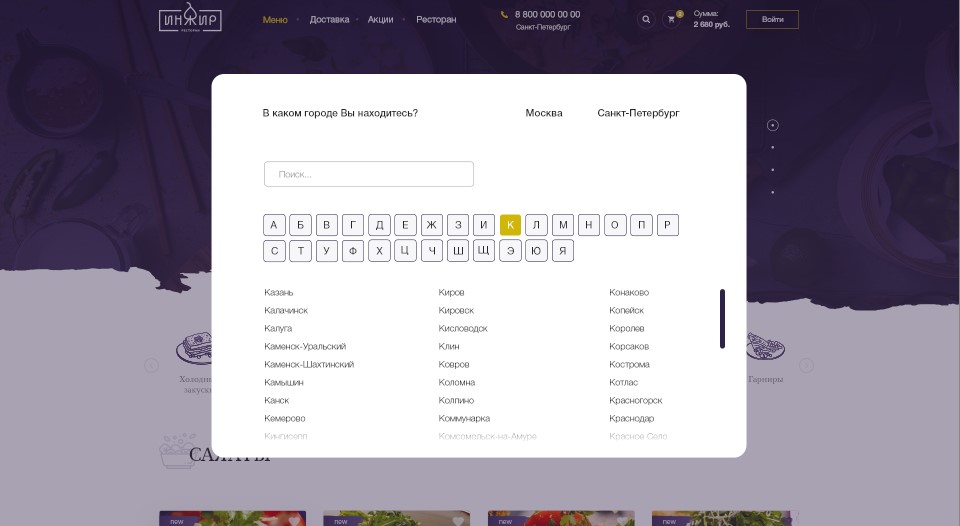 ИНЖИР
РЕСТОРАН
Меню
Доставка
Акции
Ресторан
8 800 000 00 00
Санкт-Петербург
2
Сумма:
2 680 руб.
Войти
В каком городе Вы находитесь?
Москва
Санкт-Петербург
Поиск...
А Б В Г Д Е Ж З И К Л М Н О П Р
С Т У Ф Х Ц Ч Ш Щ Э Ю Я
Казань
Калачинск
Калуга
Каменск-Уральский
Каменск-Шахтинский
Камышин
Канск
Кемерово
Кингисепп
Киров
Кировск
Кисловодск
Клин
Ковров
Коломна
Колпино
Коммунарка
Комсомольск-на-Амуре
Конаково
Копейск
Королев
Корсаков
Кострома
Котлас
Красногорск
Краснодар
Красное Село
Гарниры
САЛАТЫ
new
new
new
new